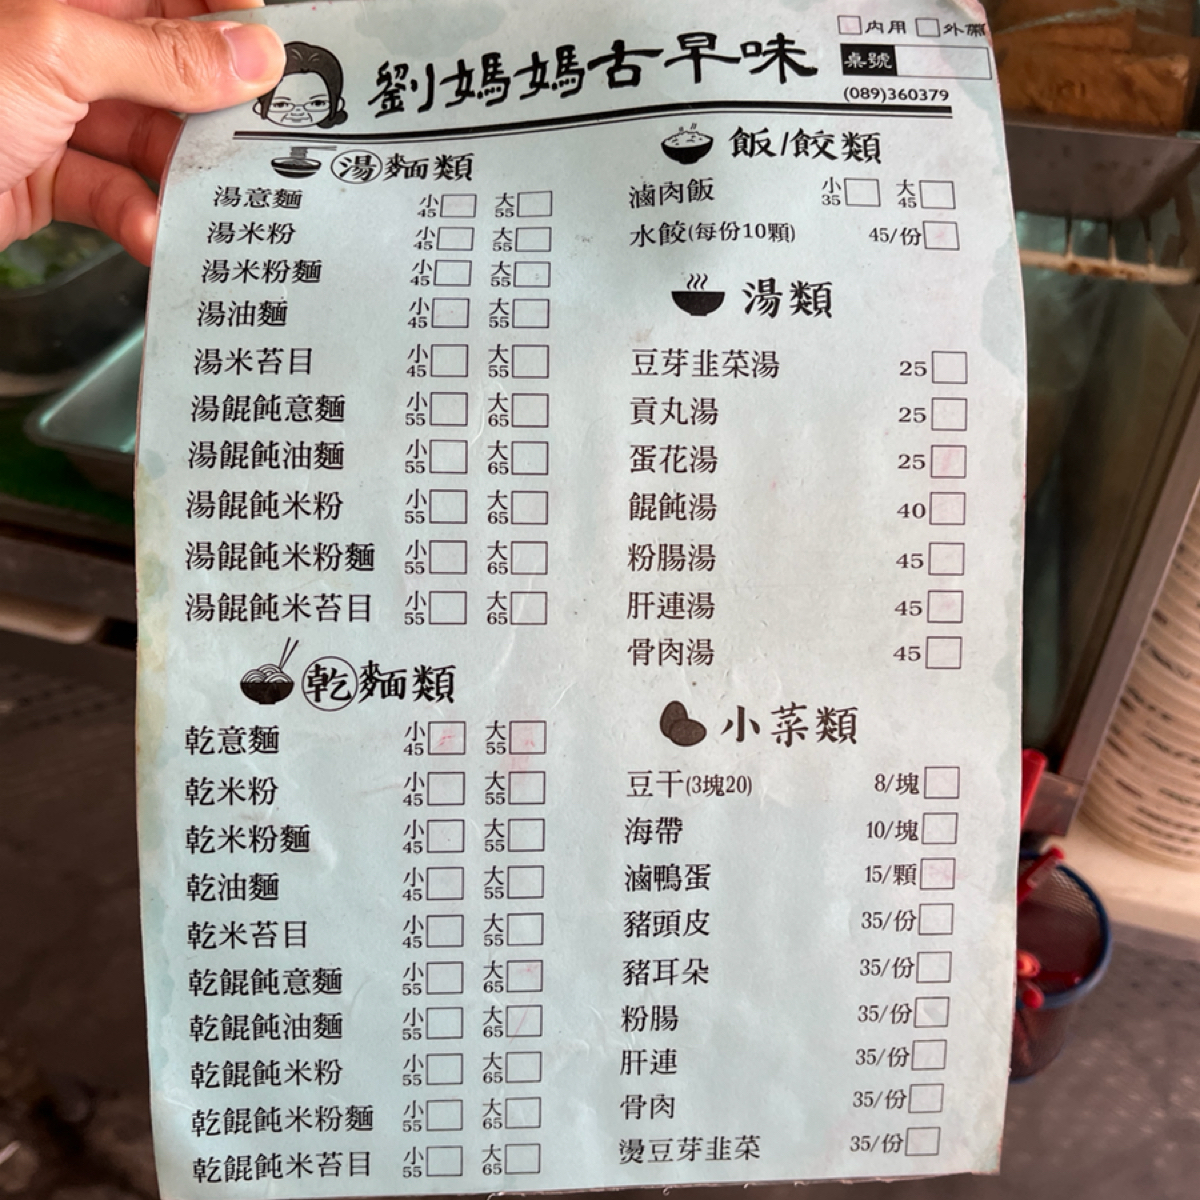 內用 外帶
劉媽媽古早味
桌號
(089)360379
湯麵類
湯意麵 小45 大55
湯米粉 小45 大55
湯米粉麵 小45 大55
湯油麵 小45 大55
湯米苔目 小45 大55
湯餛飩意麵 小55 大65
湯餛飩油麵 小55 大65
湯餛飩米粉 小55 大65
湯餛飩米粉麵 小55 大65
湯餛飩米苔目 小55 大65
乾麵類
乾意麵 小45 大55
乾米粉 小45 大55
乾米粉麵 小45 大55
乾油麵 小45 大55
乾米苔目 小45 大55
乾餛飩意麵 小55 大65
乾餛飩油麵 小55 大65
乾餛飩米粉 小55 大65
乾餛飩米粉麵 小55 大65
乾餛飩米苔目 小55 大65
飯/餃類
滷肉飯 小35 大45
水餃(每份10顆) 45/份
湯類
豆芽韭菜湯 25
貢丸湯 25
蛋花湯 25
餛飩湯 40
粉腸湯 45
肝連湯 45
骨肉湯 45
小菜類
豆干(3塊20) 8/塊
海帶 10/塊
滷鴨蛋 15/顆
豬頭皮 35/份
豬耳朵 35/份
粉腸 35/份
肝連 35/份
骨肉 35/份
燙豆芽韭菜 35/份